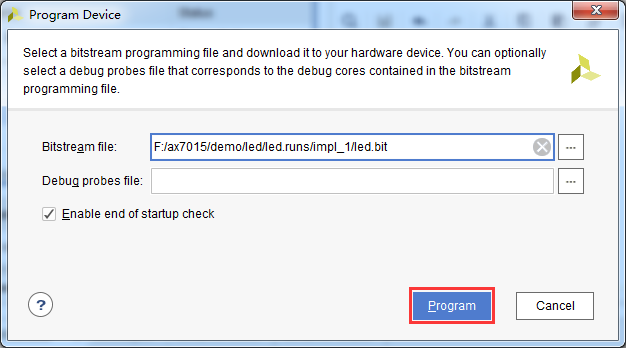 Program Device
Select a bitstream programming file and download it to your hardware device. You can optionally
select a debug probes file that corresponds to the debug cores contained in the bitstream
programming file.
Bitstream file: F:/ax7015/demo/led/led.runs/impl_1/led.bit
Debug probes file:
Enable end of startup check
? Program Cancel